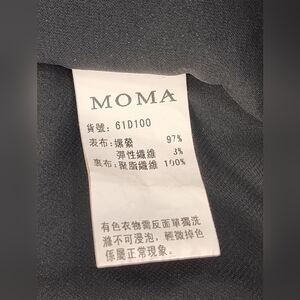 MOMA
貨號: 61D100
表布: 嫘縈 97%
彈性纖維 3%
裏布: 聚脂纖維 100%
有色衣物需反面單獨洗
滌不可浸泡，輕微掉色
係屬正常現象。